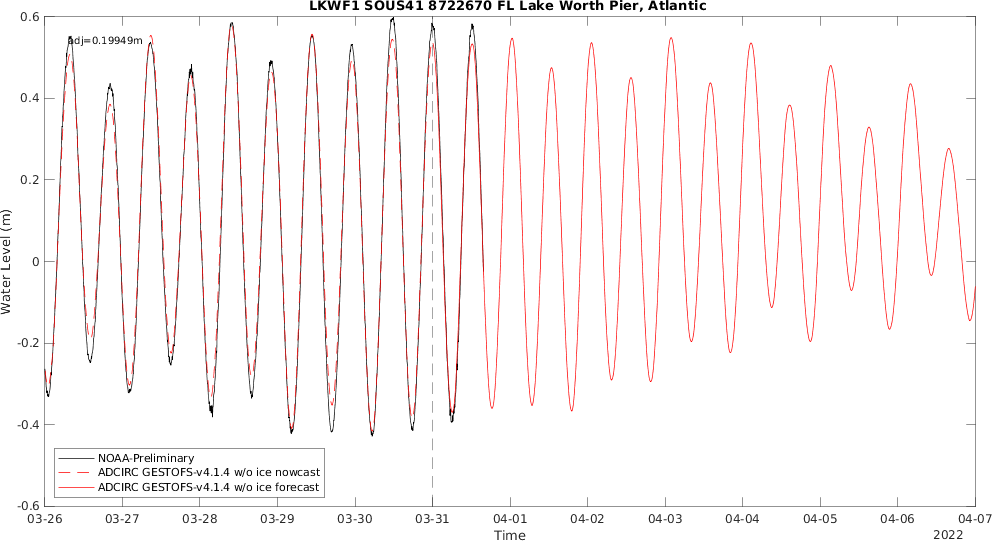 LKWF1 SOUS41 8722670 FL Lake Worth Pier, Atlantic
0.6
adj=0.19949m
0.4
0.2
0
-0.2
-0.4
-0.6
Water Level (m)
NOAA-Preliminary
ADCIRC GESTOFS-v4.1.4 w/o ice nowcast
ADCIRC GESTOFS-v4.1.4 w/o ice forecast
03-26 03-27 03-28 03-29 03-30 03-31 04-01 04-02 04-03 04-04 04-05 04-06 04-07
Time
2022